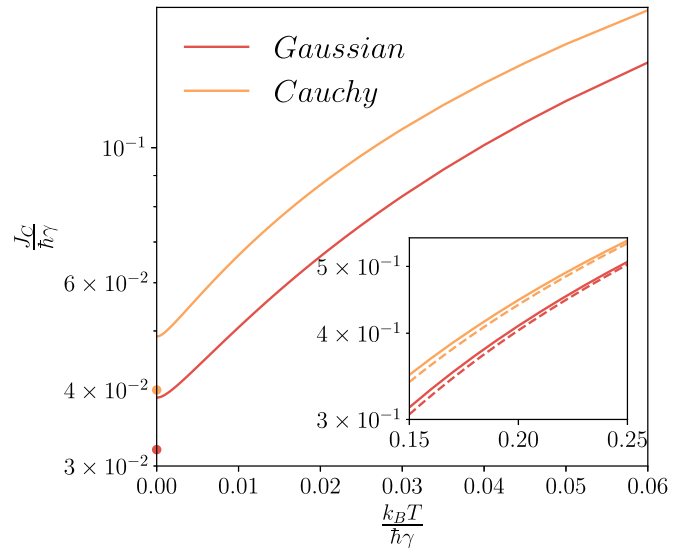 Gaussian
Cauchy
10⁻¹
6 × 10⁻²
4 × 10⁻²
3 × 10⁻²
J_C/ħγ
0.00 0.01 0.02 0.03 0.04 0.05 0.06
k_BT/ħγ
5 × 10⁻¹
4 × 10⁻¹
3 × 10⁻¹
0.15 0.20 0.25